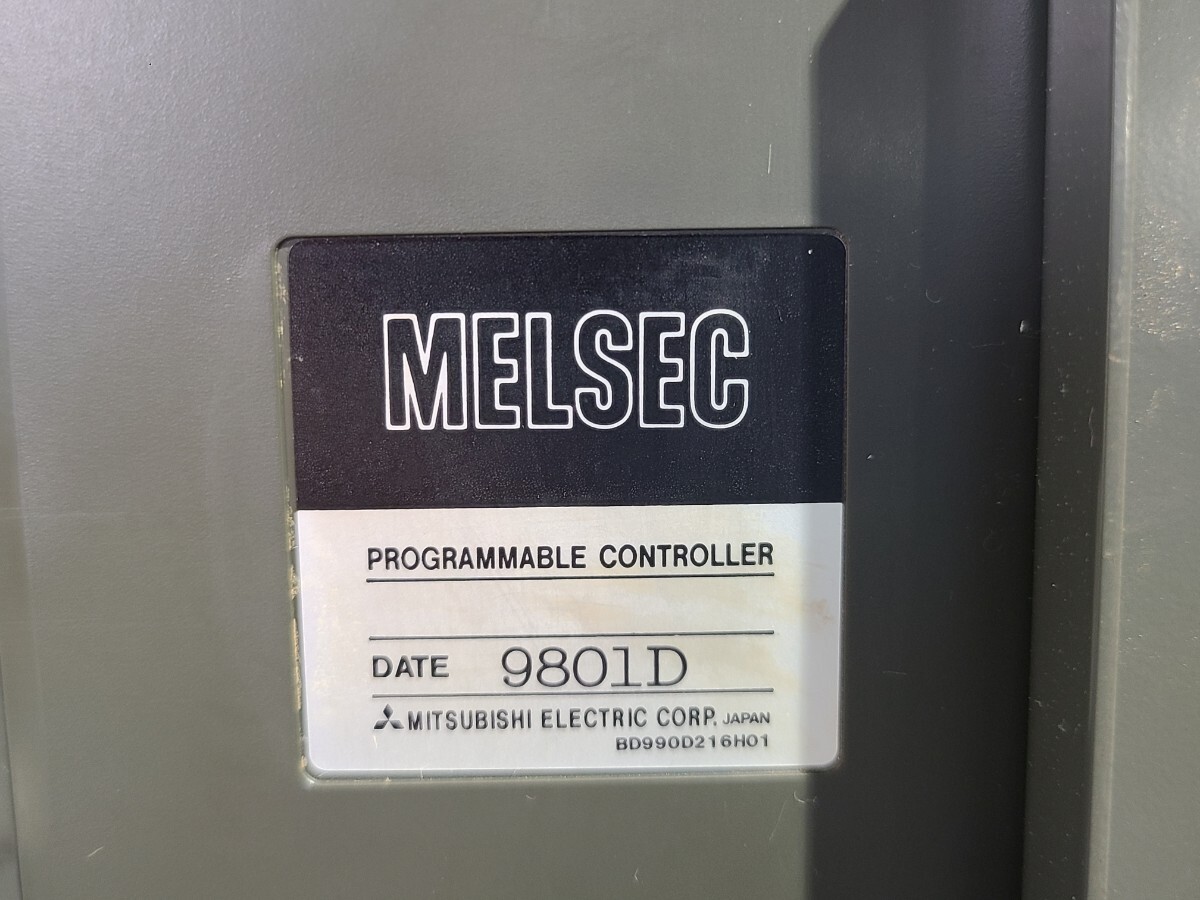 MELSEC
PROGRAMMABLE CONTROLLER
DATE 9801D
MITSUBISHI ELECTRIC CORP. JAPAN
BD990D216H01